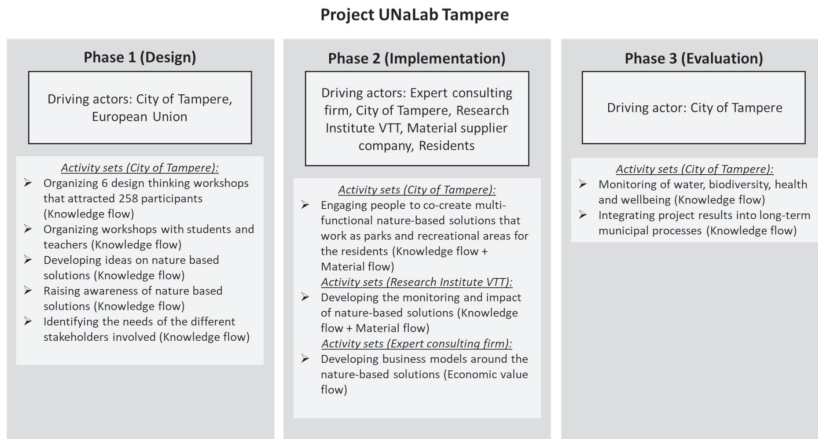 Project UNaLab Tampere
Phase 1 (Design)
Driving actors: City of Tampere,
European Union
Activity sets (City of Tampere):
➢ Organizing 6 design thinking workshops
that attracted 258 participants
(Knowledge flow)
➢ Organizing workshops with students and
teachers (Knowledge flow)
➢ Developing ideas on nature based
solutions (Knowledge flow)
➢ Raising awareness of nature based
solutions (Knowledge flow)
➢ Identifying the needs of the different
stakeholders involved (Knowledge flow)
Phase 2 (Implementation)
Driving actors: Expert consulting
firm, City of Tampere, Research
Institute VTT, Material supplier
company, Residents
Activity sets (City of Tampere):
➢ Engaging people to co-create multi-
functional nature-based solutions that
work as parks and recreational areas for
the residents (Knowledge flow +
Material flow)
Activity sets (Research Institute VTT):
➢ Developing the monitoring and impact
of nature-based solutions (Knowledge
flow + Material flow)
Activity sets (Expert consulting firm):
➢ Developing business models around the
nature-based solutions (Economic value
flow)
Phase 3 (Evaluation)
Driving actor: City of Tampere
Activity sets (City of Tampere):
➢ Monitoring of water, biodiversity, health
and wellbeing (Knowledge flow)
➢ Integrating project results into long-term
municipal processes (Knowledge flow)